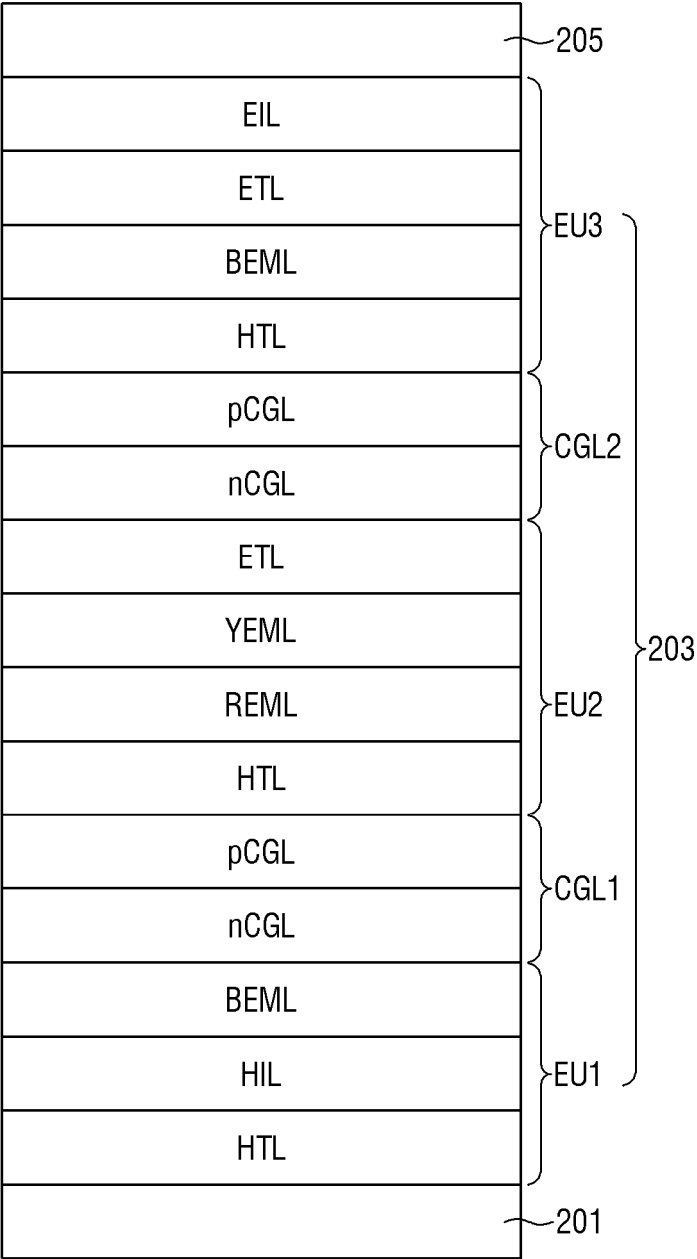 205
EIL
ETL
EU3
BEML
HTL
pCGL
CGL2
nCGL
ETL
YEML
203
REML
EU2
HTL
pCGL
CGL1
nCGL
BEML
HIL
EU1
HTL
201